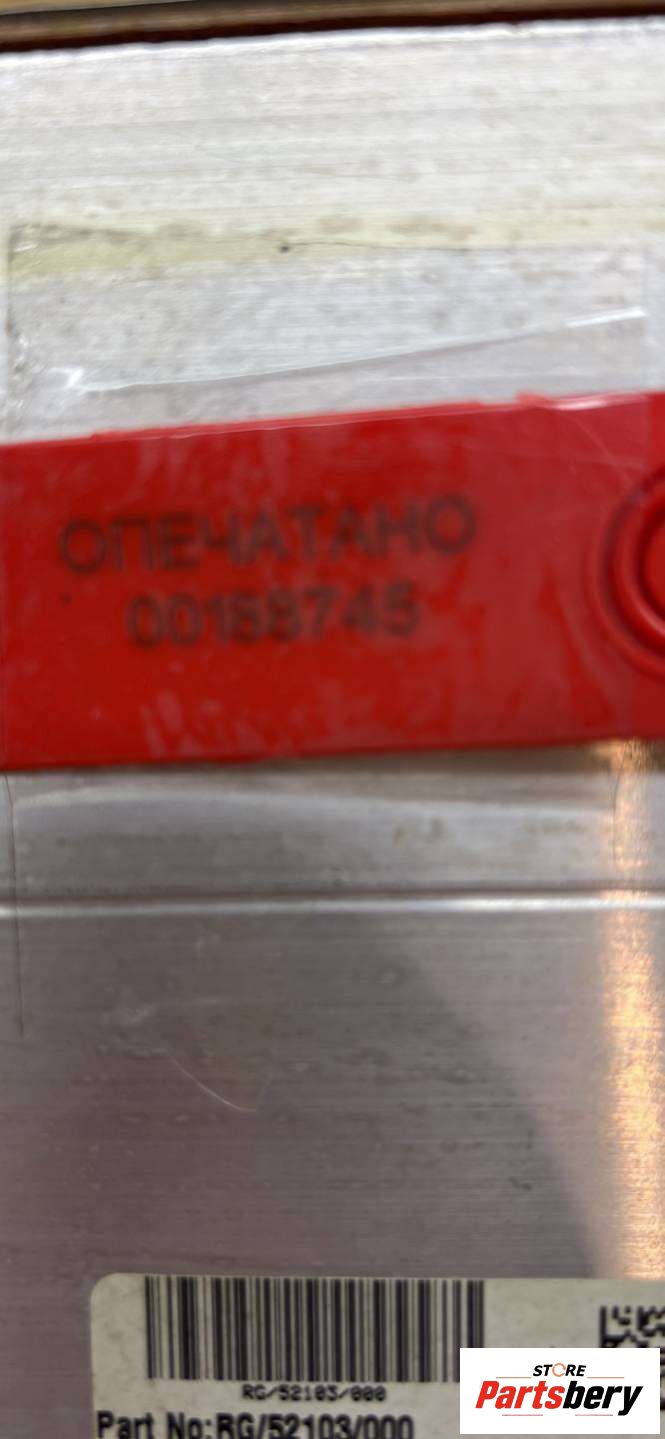 ОПЕЧАТАНО
00158745
RG/52103/000
Part No:RG/52103/000
STORE
Partsbery